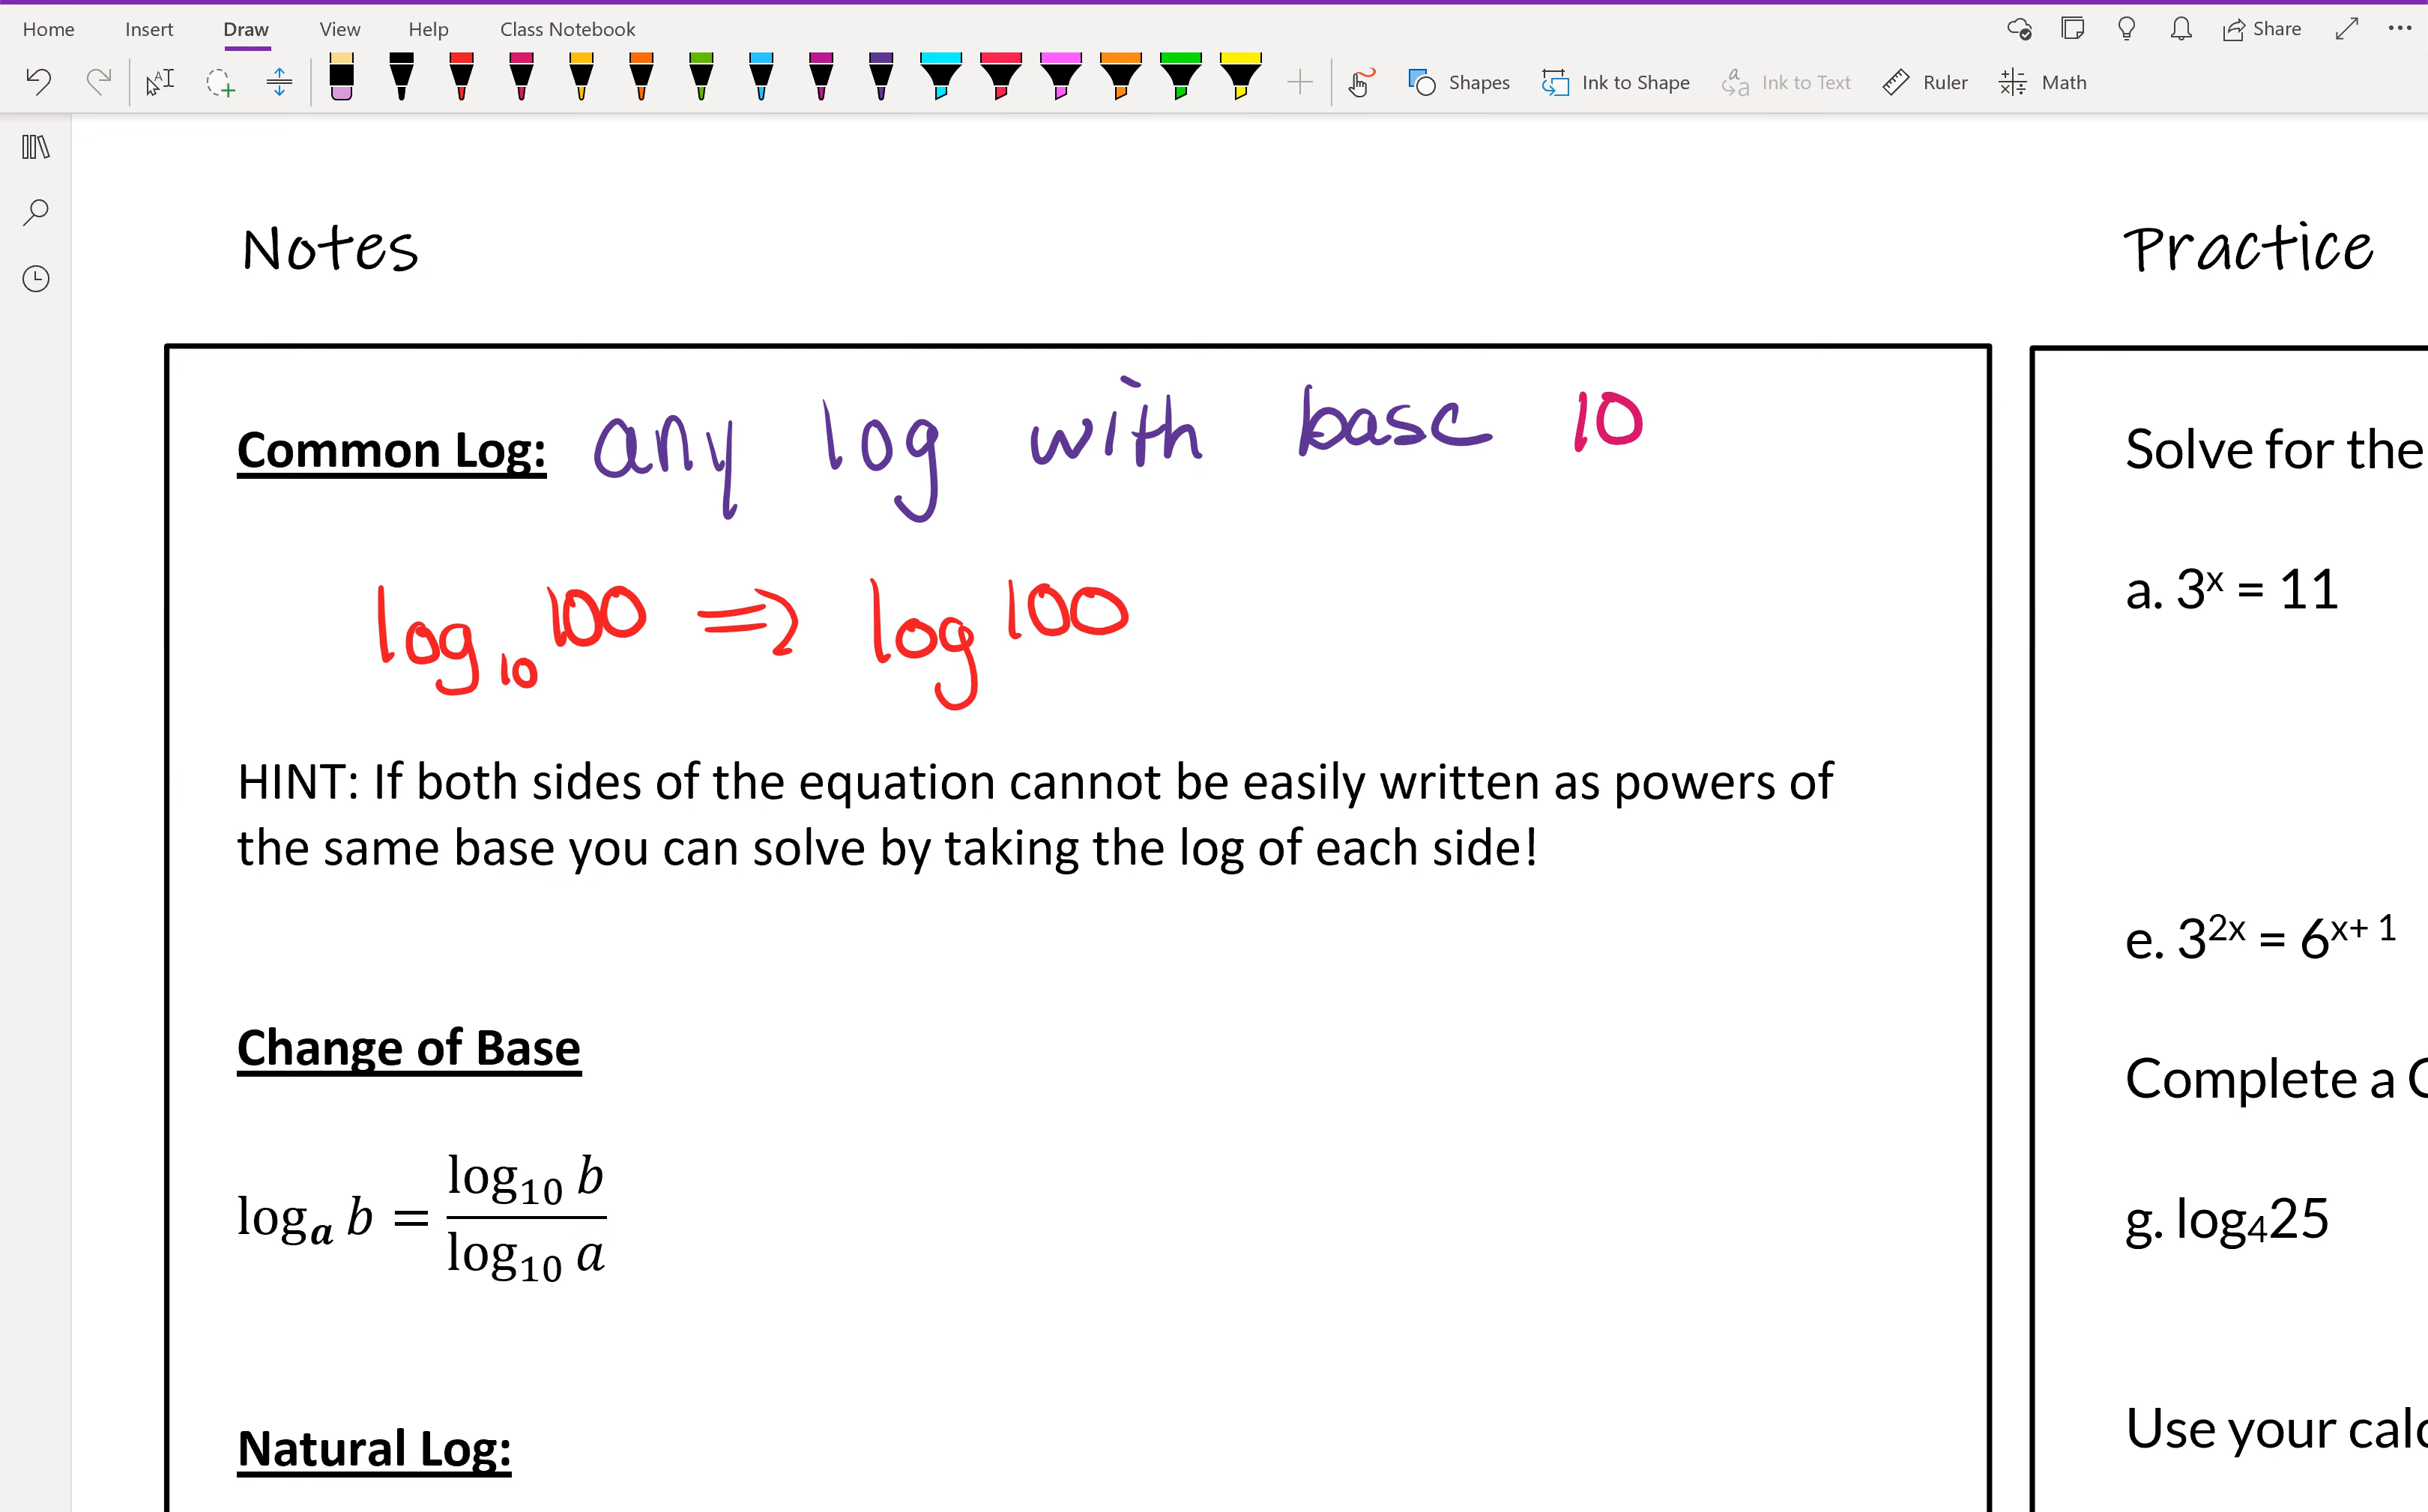 Home Insert Draw View Help Class Notebook Share
Shapes Ink to Shape Ink to Text Ruler Math
Notes
Common Log: any log with base 10
log₁₀ 100 ⇒ log 100
HINT: If both sides of the equation cannot be easily written as powers of
the same base you can solve by taking the log of each side!
Change of Base
logₐ b = log₁₀ b / log₁₀ a
Natural Log:
Practice
Solve for the
a. 3ˣ = 11
e. 3²ˣ = 6ˣ⁺ ¹
Complete a
g. log₄25
Use your